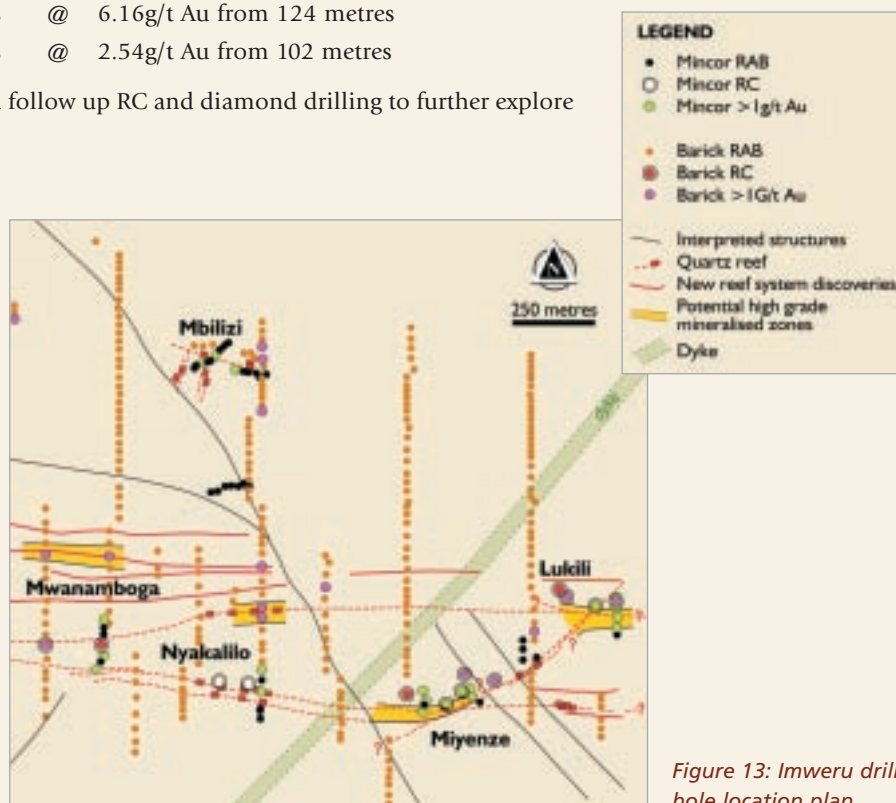 @ 6.16g/t Au from 124 metres
@ 2.54g/t Au from 102 metres
follow up RC and diamond drilling to further explore
LEGEND
Mincor RAB
Mincor RC
Mincor >1g/t Au
Barick RAB
Barick RC
Barick >1G/t Au
Interpreted structures
Quartz reef
New reef system discoveries
Potential high grade
mineralised zones
Dyke
N
250 metres
Mbilizi
Dyke
Lukili
Mwanamboga
?
?
Nyakalilo
?
Miyenze
?
Figure 13: Imweru drill
hole location plan